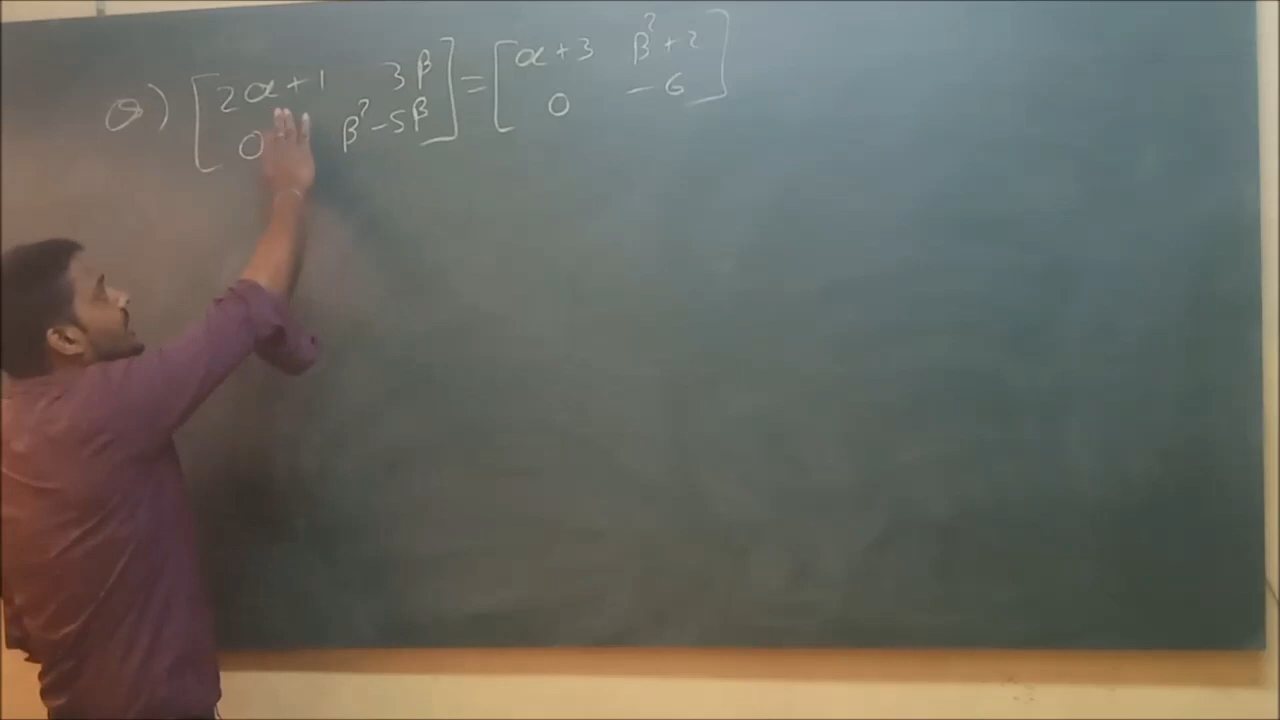 Q) [ 2α+1 3β ] = [ α+3 β²+2 ]
[ 0 β²-5β ] [ 0 -6 ]